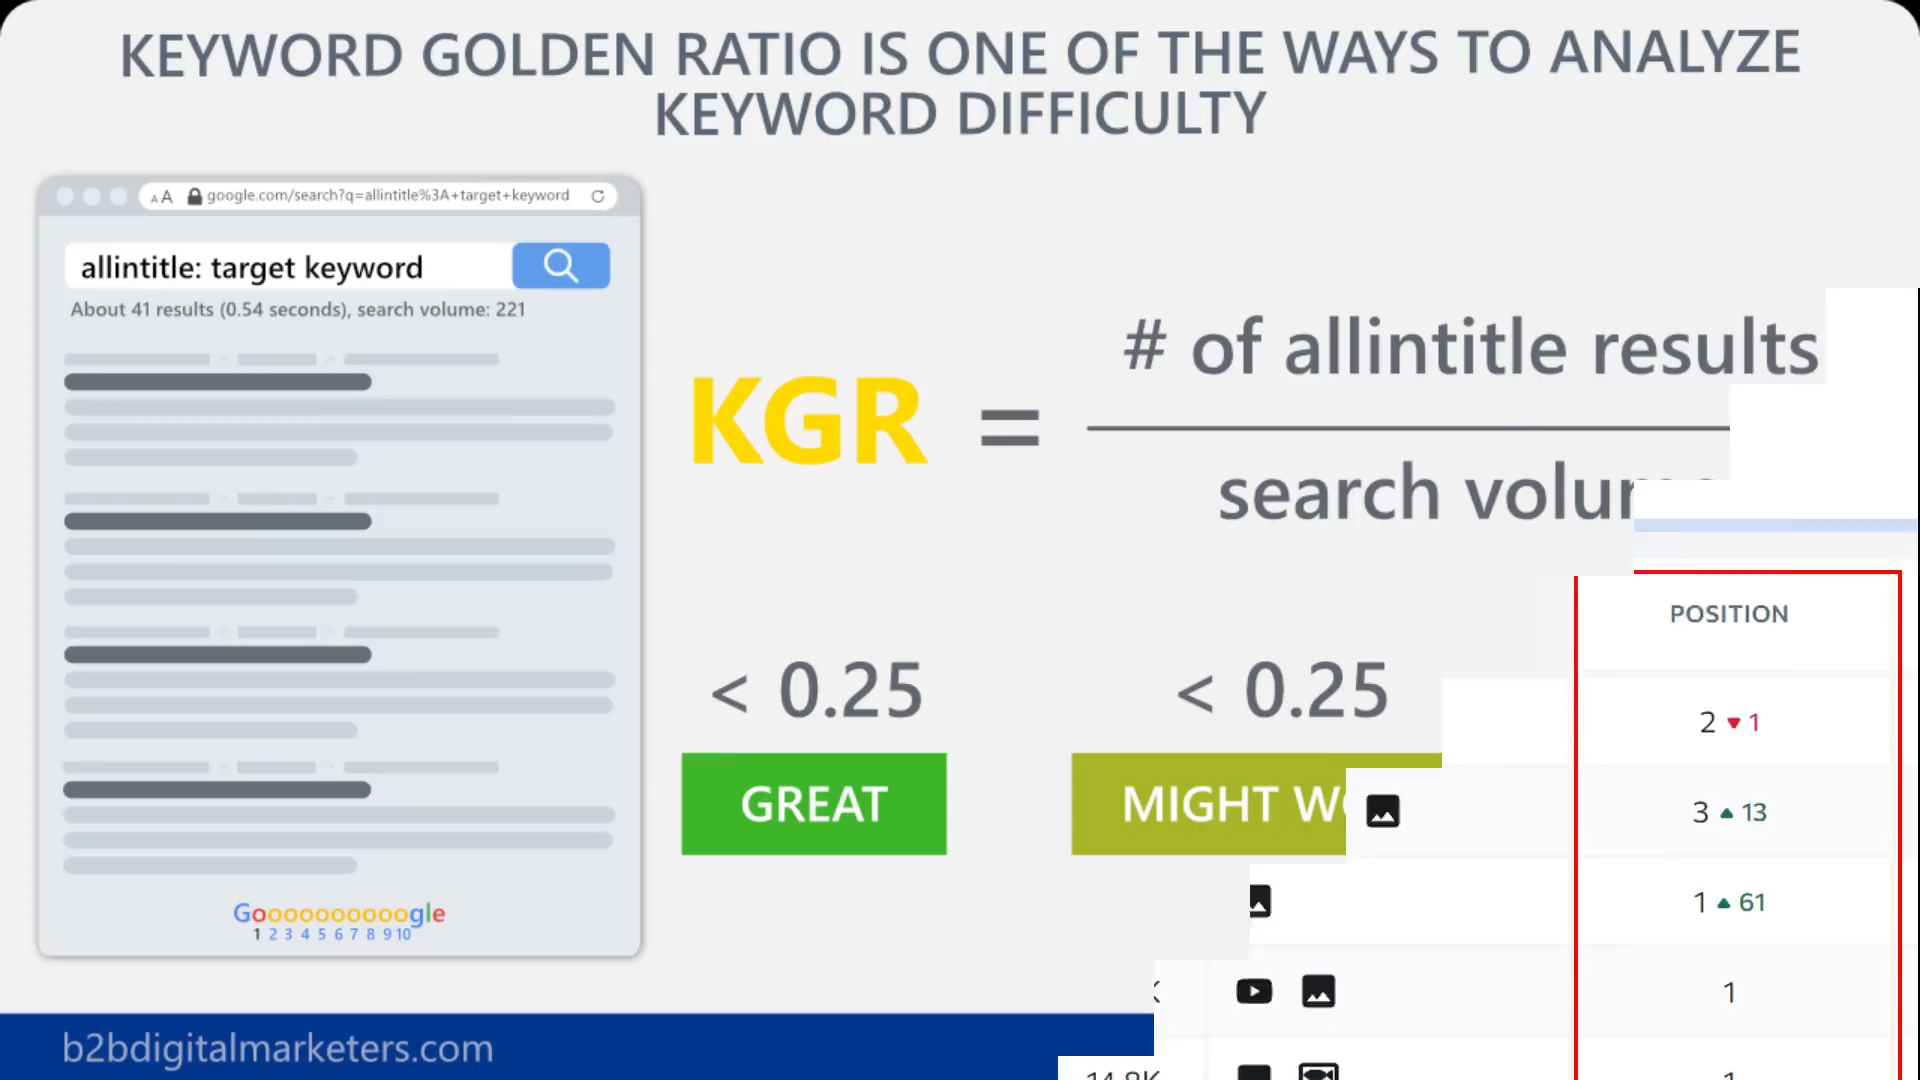 KEYWORD GOLDEN RATIO IS ONE OF THE WAYS TO ANALYZE
KEYWORD DIFFICULTY
AA google.com/search?q=allintitle%3A+target+keyword
allintitle: target keyword
About 41 results (0.54 seconds), search volume: 221
KGR = # of allintitle results
search
< 0.25
< 0.25
GREAT
MIGHT
Goooooooooogle
1 2 3 4 5 6 7 8 9 10
b2bdigitalmarketers.com
POSITION
2 ▼ 1
3 ▲ 13
1 ▲ 61
1